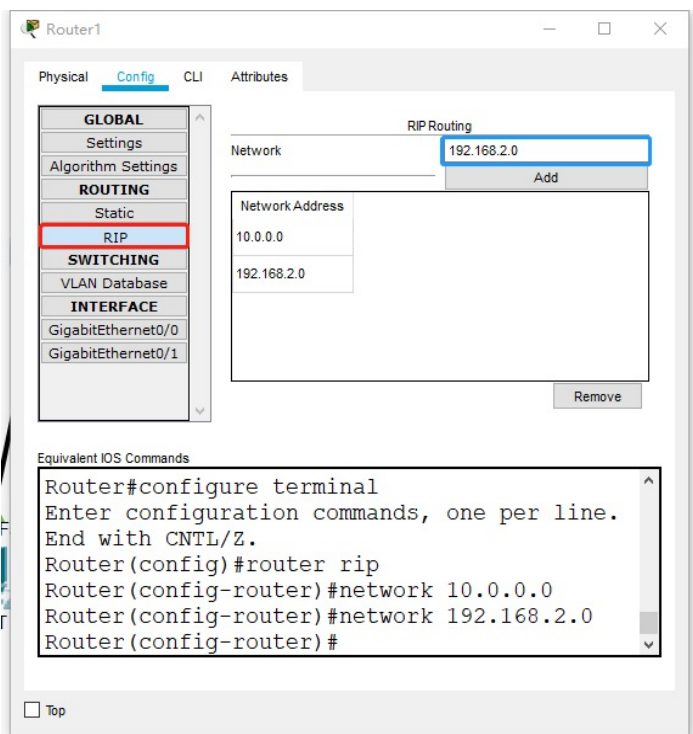 Router1
Physical Config CLI Attributes
GLOBAL
Settings
Algorithm Settings
ROUTING
Static
RIP
SWITCHING
VLAN Database
INTERFACE
GigabitEthernet0/0
GigabitEthernet0/1
RIP Routing
Network 192.168.2.0
Add
Network Address
10.0.0.0
192.168.2.0
Remove
Equivalent IOS Commands
Router#configure terminal
Enter configuration commands, one per line.
End with CNTL/Z.
Router(config)#router rip
Router(config-router)#network 10.0.0.0
Router(config-router)#network 192.168.2.0
Router(config-router)#
Top